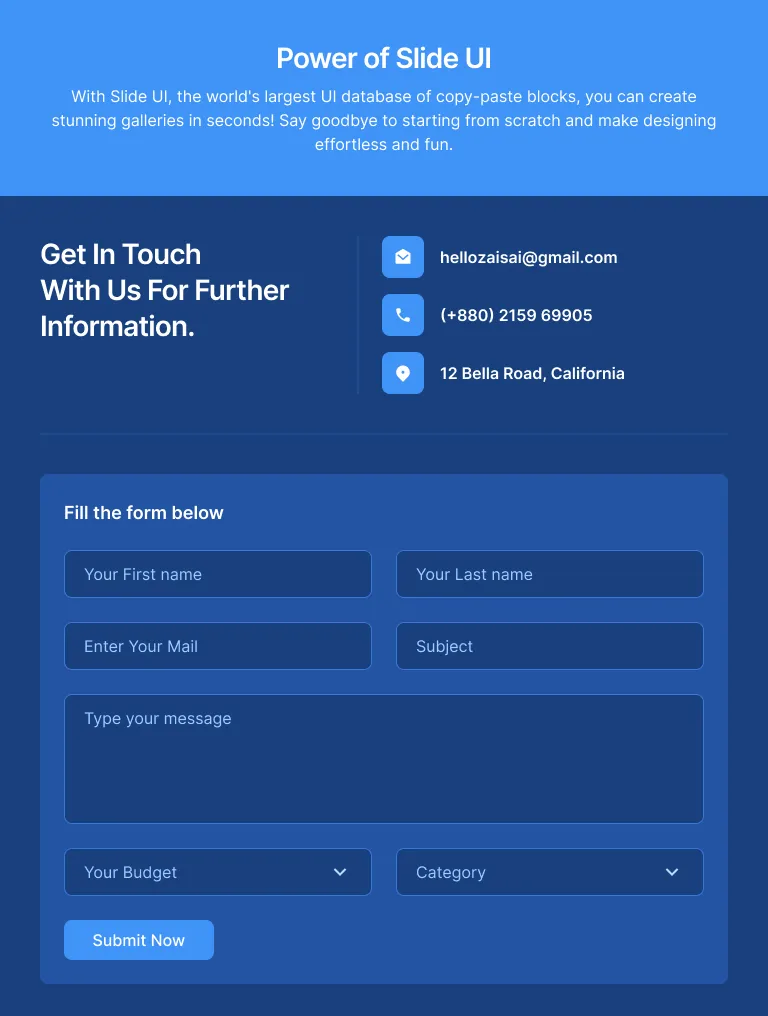 Power of Slide UI
With Slide UI, the world's largest UI database of copy-paste blocks, you can create
stunning galleries in seconds! Say goodbye to starting from scratch and make designing
effortless and fun.
Get In Touch
With Us For Further
Information.
hellozaisai@gmail.com
(+880) 2159 69905
12 Bella Road, California
Fill the form below
Your First name
Your Last name
Enter Your Mail
Subject
Type your message
Your Budget
Category
Submit Now